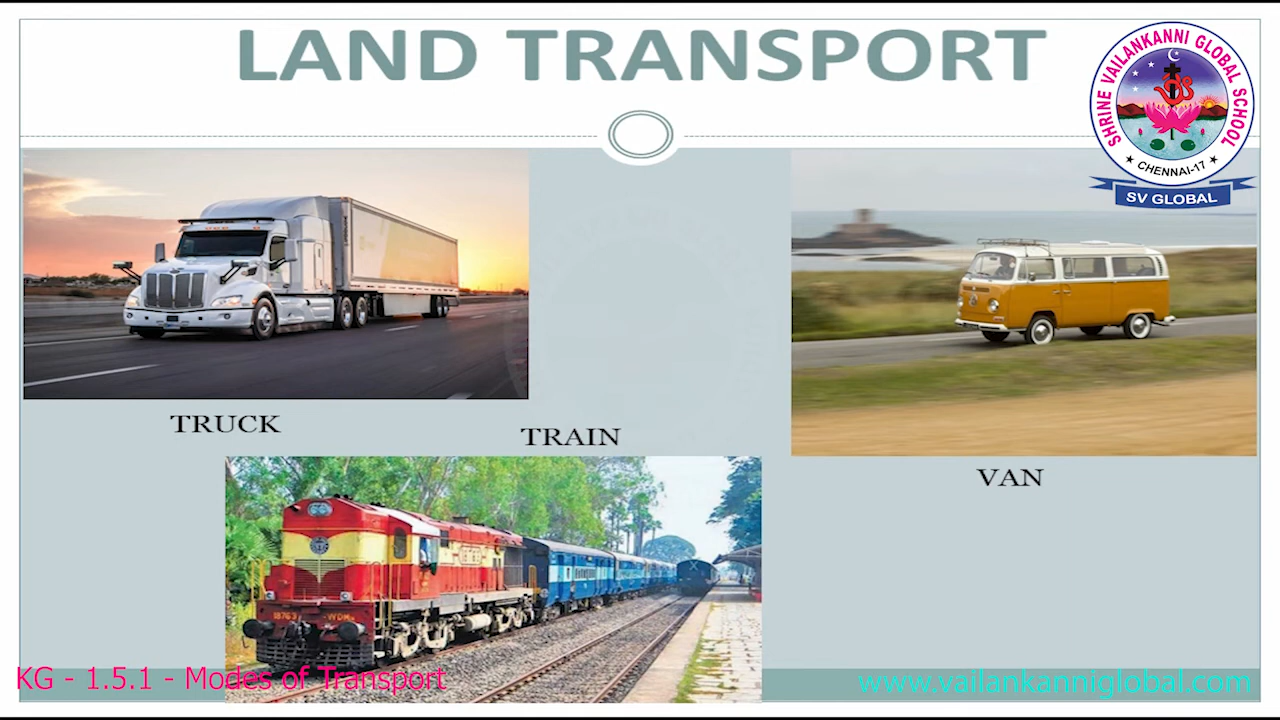 LAND TRANSPORT
SHRINE VAILANKANNI GLOBAL SCHOOL
★ CHENNAI-17 ★
SV GLOBAL
TRUCK
TRAIN
VAN
KG - 1.5.1 - Modes of Transport
www.vailankanniglobal.com